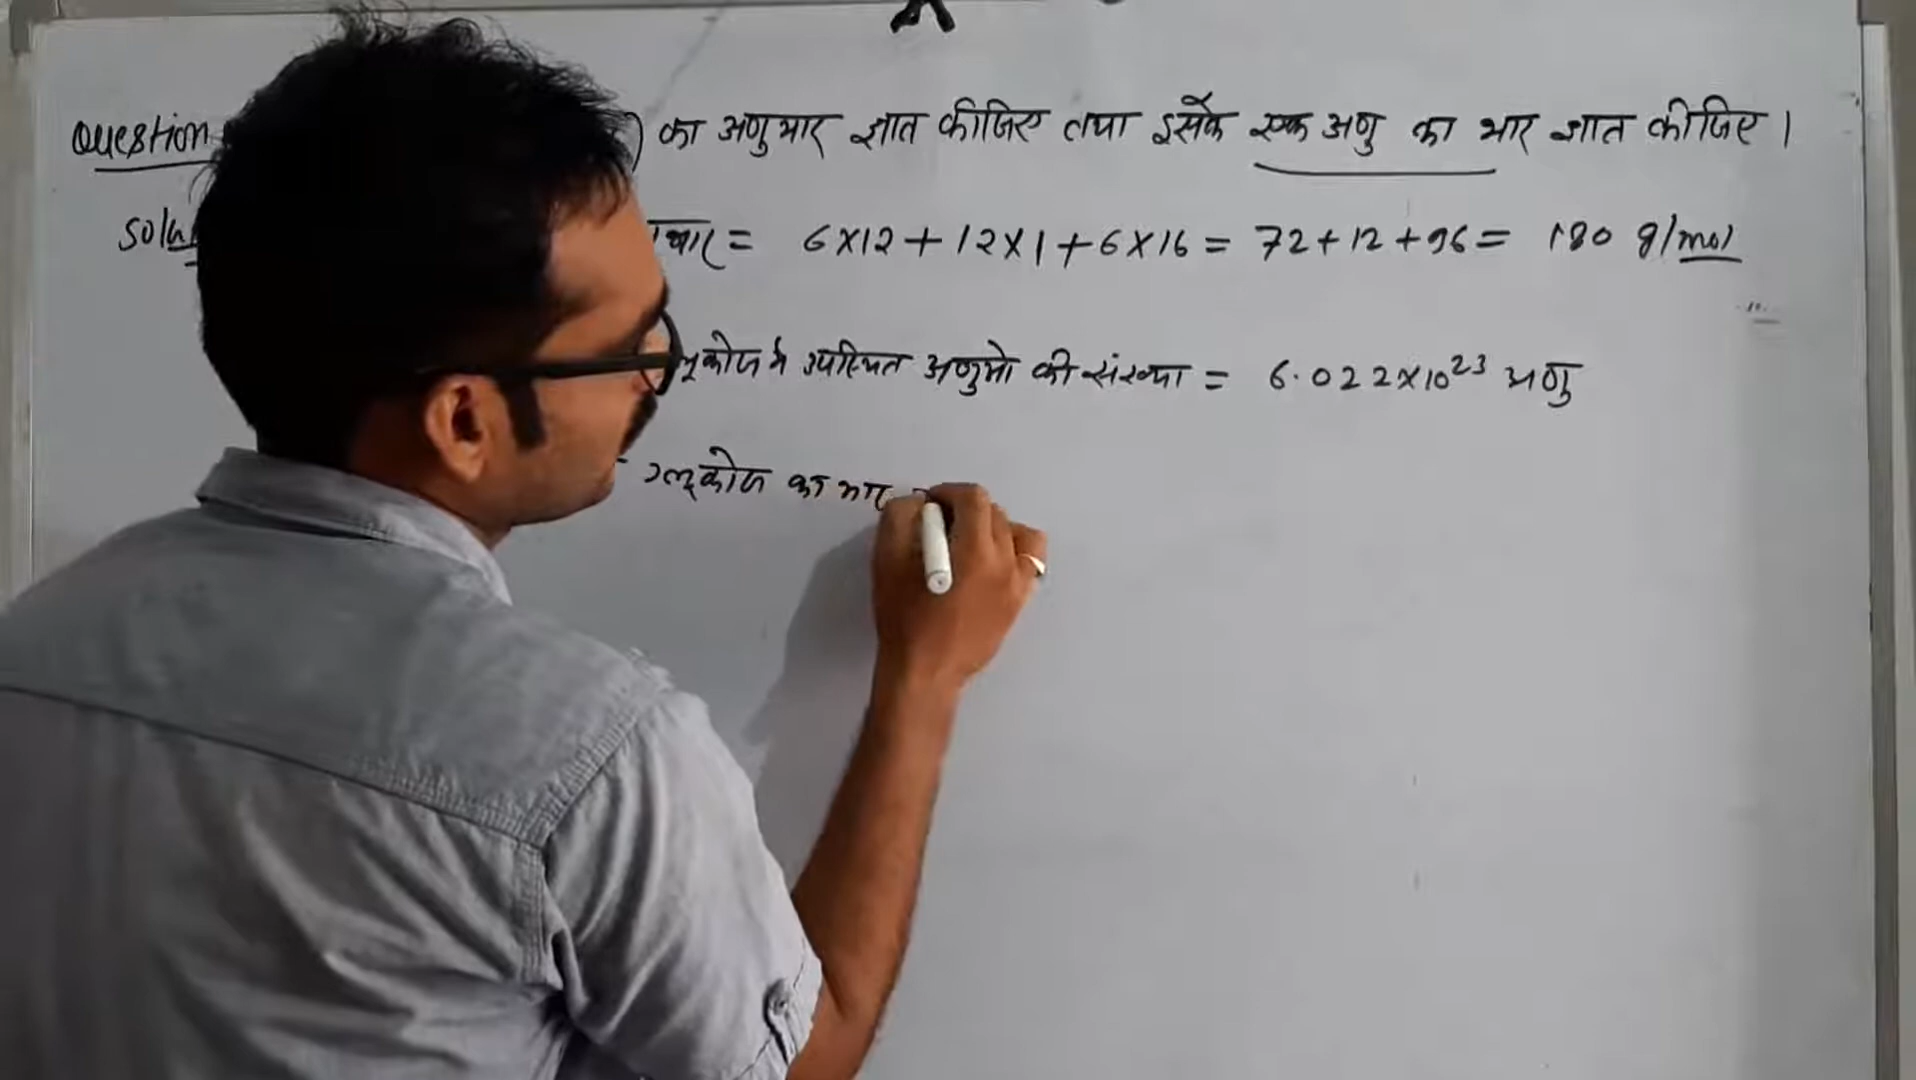 Question ) का अणुभार ज्ञात कीजिए तथा इसके एक अणु का भार ज्ञात कीजिए।
Solu = 6×12 + 12×1 + 6×16 = 72+12+96 = 180 g/mol
मे उपस्थित अणुओ की संख्या = 6.022×10²³ अणु
ग्लूकोज का भार